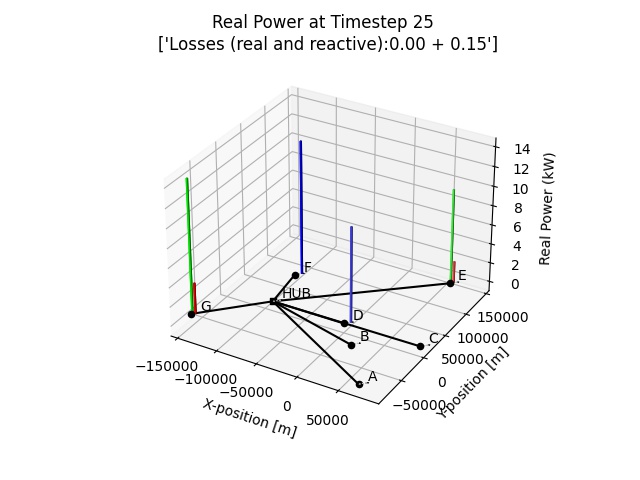 Real Power at Timestep 25
['Losses (real and reactive):0.00 + 0.15']
14
12
10
8
6
4
2
0
Real Power (kW)
F
E
HUB
G
D
C
B
A
−150000
−100000
−50000
0
50000
X-position [m]
150000
100000
50000
0
−50000
Y-position [m]